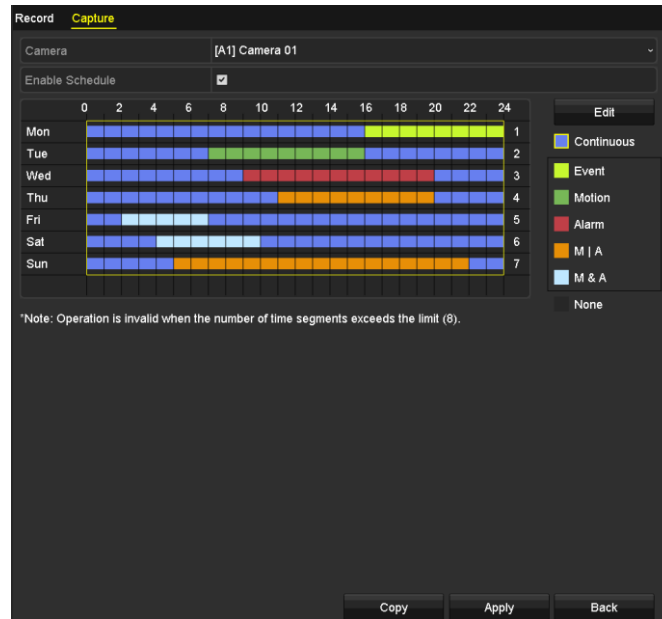 Record Capture
Camera [A1] Camera 01
Enable Schedule
0 2 4 6 8 10 12 14 16 18 20 22 24
Edit
Mon 1
Continuous
Tue 2
Wed 3
Event
Thu 4
Motion
Fri 5
Alarm
Sat 6
M | A
Sun 7
M & A
None
*Note: Operation is invalid when the number of time segments exceeds the limit (8).
Copy Apply Back